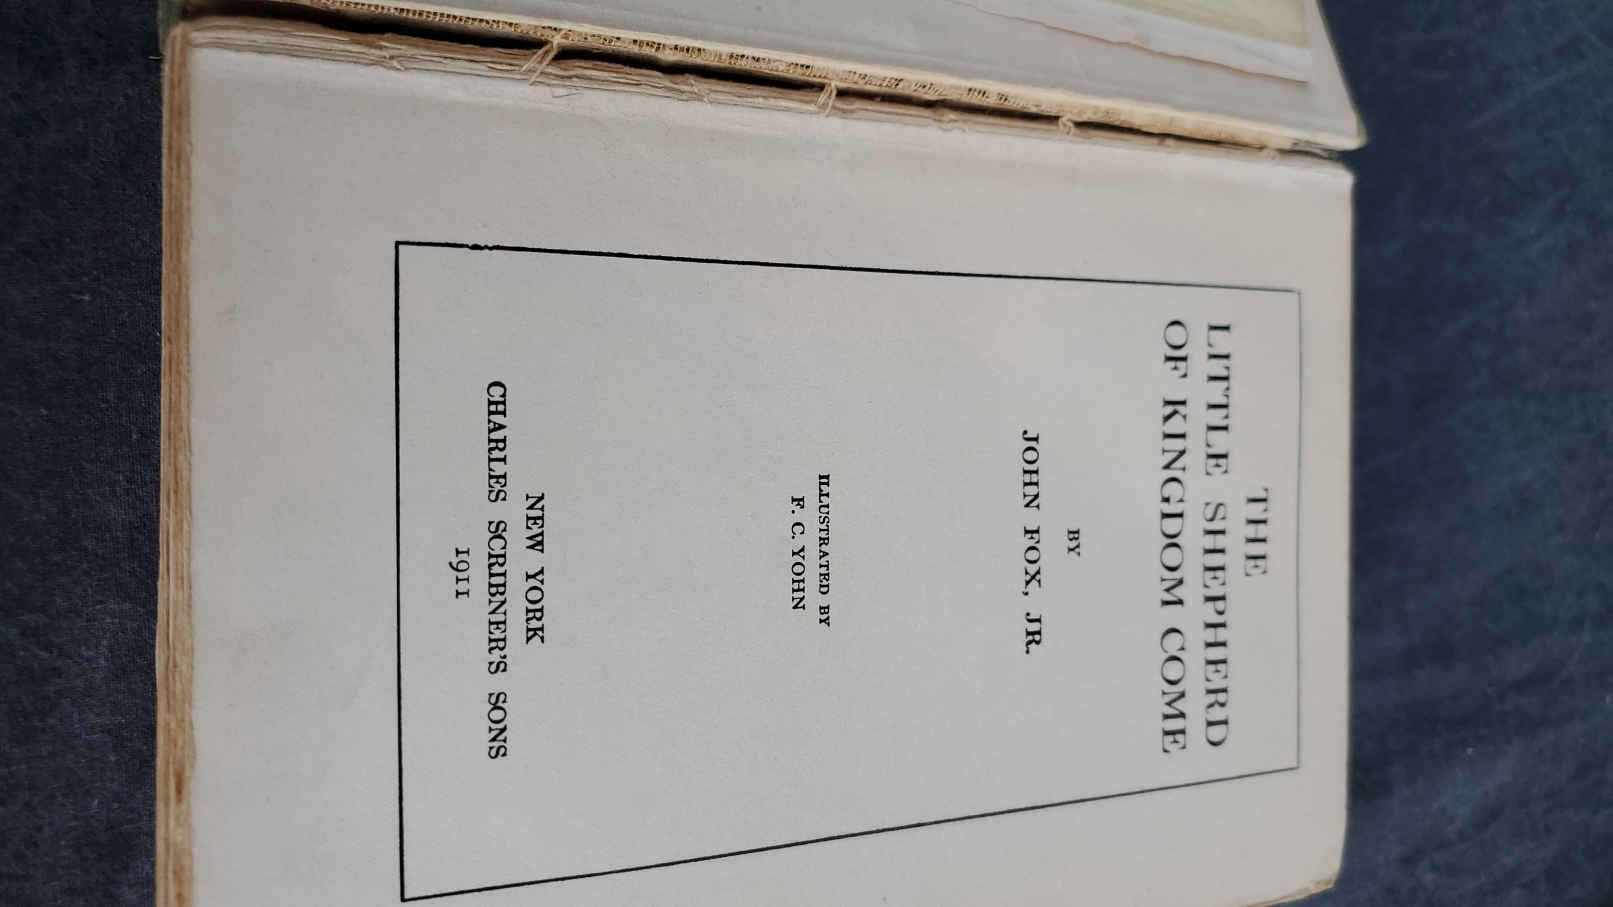 THE
LITTLE SHEPHERD
OF KINGDOM COME
BY
JOHN FOX, JR.
ILLUSTRATED BY
F. C. YOHN
NEW YORK
CHARLES SCRIBNER'S SONS
1911